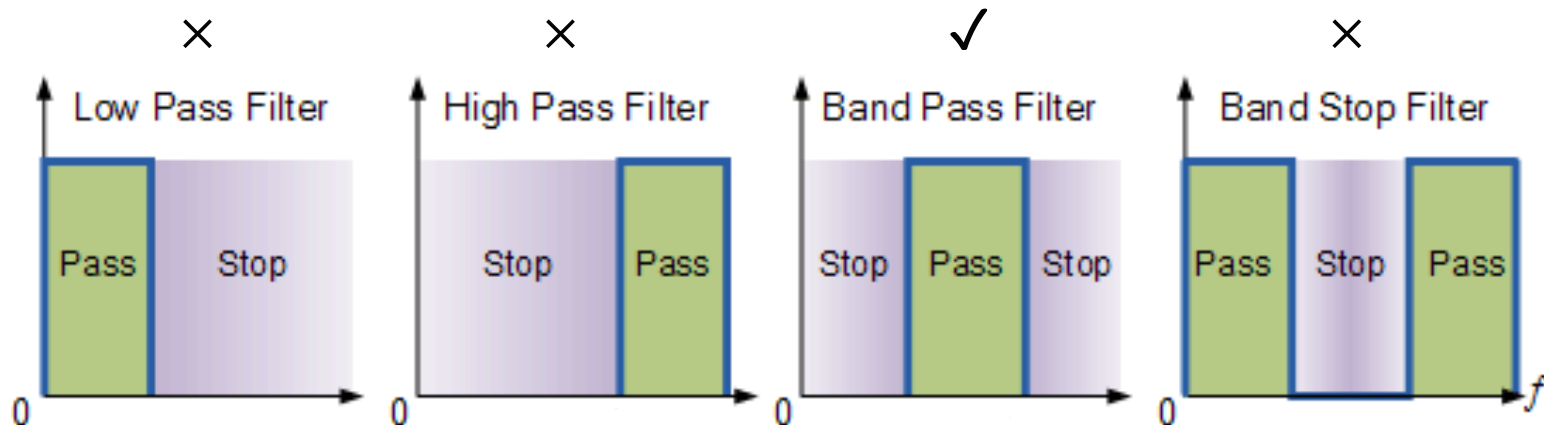 × × ✓ ×
Low Pass Filter High Pass Filter Band Pass Filter Band Stop Filter
Pass Stop Stop Pass Stop Pass Stop Pass Stop Pass
0 0 0 0 f